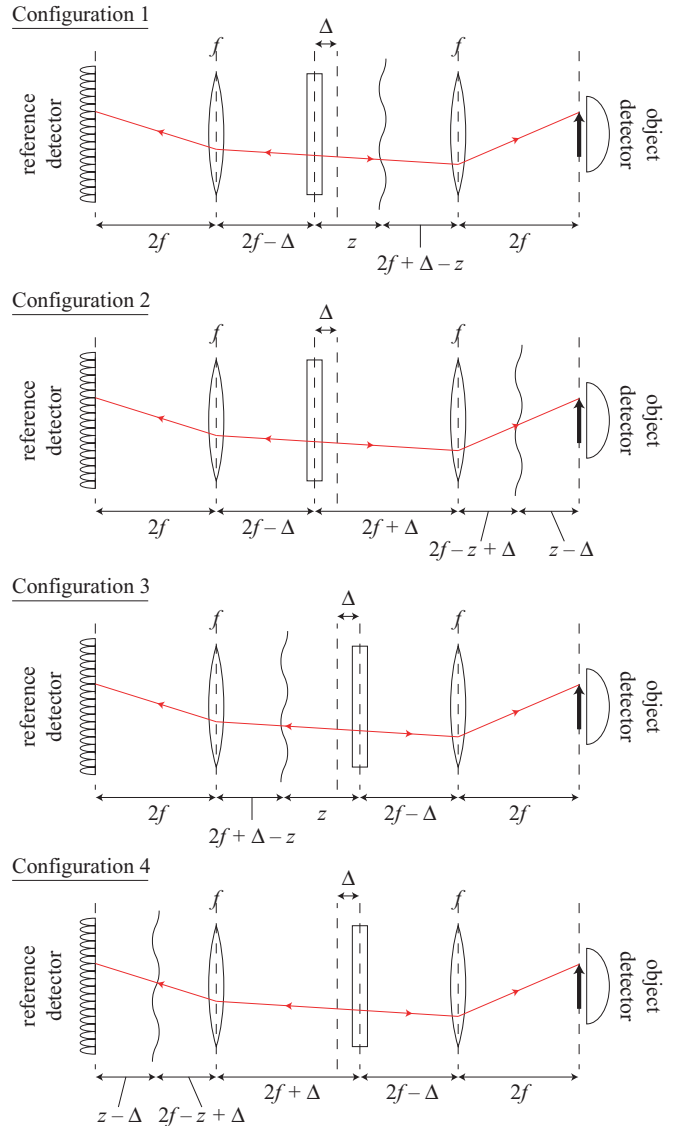 Configuration 1
Δ
f f
reference detector
object detector
2f 2f – Δ z 2f + Δ – z 2f
Configuration 2
Δ
f f
reference detector
object detector
2f 2f – Δ 2f + Δ 2f – z + Δ z – Δ
Configuration 3
Δ
f f
reference detector
object detector
2f 2f + Δ – z z 2f – Δ 2f
Configuration 4
Δ
f f
reference detector
object detector
z – Δ 2f – z + Δ 2f + Δ 2f – Δ 2f